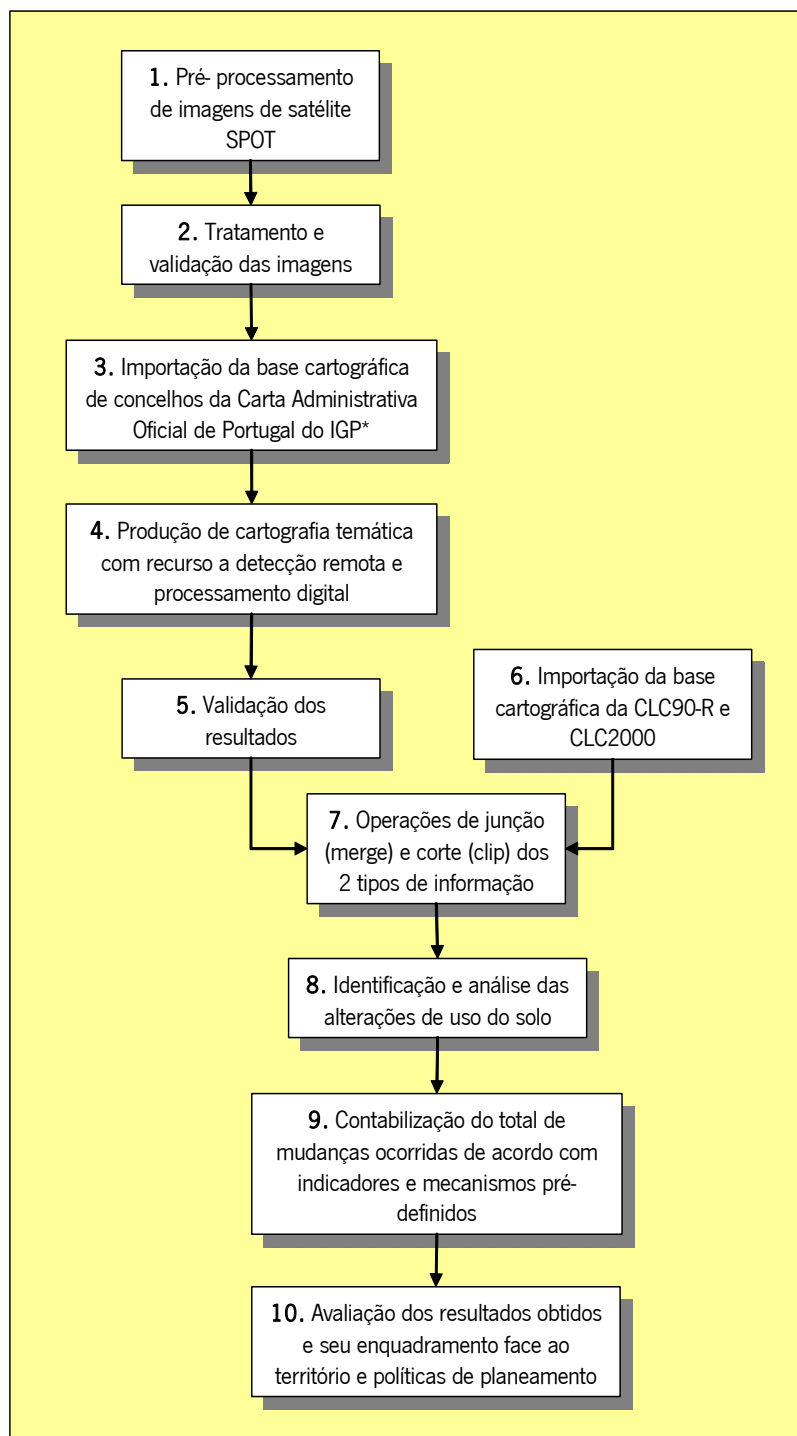 1. Pré- processamento
de imagens de satélite
SPOT
2. Tratamento e
validação das imagens
3. Importação da base cartográfica
de concelhos da Carta Administrativa
Oficial de Portugal do IGP*
4. Produção de cartografia temática
com recurso a detecção remota e
processamento digital
5. Validação dos
resultados
6. Importação da base
cartográfica da CLC90-R e
CLC2000
7. Operações de junção
(merge) e corte (clip) dos
2 tipos de informação
8. Identificação e análise das
alterações de uso do solo
9. Contabilização do total de
mudanças ocorridas de acordo com
indicadores e mecanismos pré-
definidos
10. Avaliação dos resultados obtidos
e seu enquadramento face ao
território e políticas de planeamento